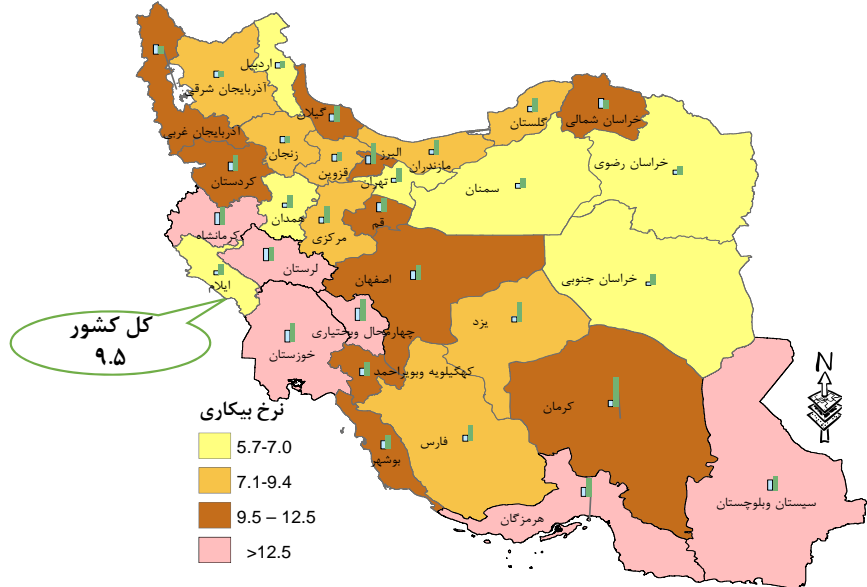 اردبیل
آذربایجان شرقی
گیلان
آذربایجان غربی
زنجان
کردستان
قزوین
البرز
تهران
مازندران
گلستان
خراسان شمالی
خراسان رضوی
سمنان
همدان
قم
کرمانشاه
مرکزی
لرستان
ایلام
اصفهان
خراسان جنوبی
یزد
چهارمحال وبختیاری
خوزستان
کهگیلویه وبویراحمد
کرمان
فارس
بوشهر
هرمزگان
سیستان وبلوچستان
کل کشور
۹.۵
N
نرخ بیکاری
5.7-7.0
7.1-9.4
9.5 – 12.5
>12.5